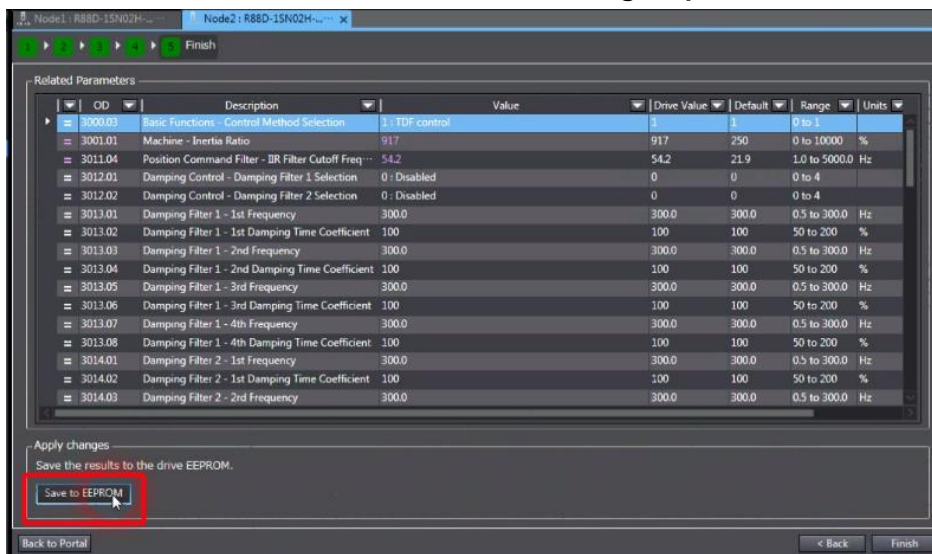 Node1 : R88D-1SN02H-...
Node2 : R88D-1SN02H-... x
1 2 3 4 5 Finish
Related Parameters
OD Description Value Drive Value Default Range Units
= 3000.03 Basic Functions - Control Method Selection 1 : TDF control 1 1 0 to 1
= 3001.01 Machine - Inertia Ratio 917 917 250 0 to 10000 %
= 3011.04 Position Command Filter - IIR Filter Cutoff Freq... 54.2 54.2 21.9 1.0 to 5000.0 Hz
= 3012.01 Damping Control - Damping Filter 1 Selection 0 : Disabled 0 0 0 to 4
= 3012.02 Damping Control - Damping Filter 2 Selection 0 : Disabled 0 0 0 to 4
= 3013.01 Damping Filter 1 - 1st Frequency 300.0 300.0 300.0 0.5 to 300.0 Hz
= 3013.02 Damping Filter 1 - 1st Damping Time Coefficient 100 100 100 50 to 200 %
= 3013.03 Damping Filter 1 - 2nd Frequency 300.0 300.0 300.0 0.5 to 300.0 Hz
= 3013.04 Damping Filter 1 - 2nd Damping Time Coefficient 100 100 100 50 to 200 %
= 3013.05 Damping Filter 1 - 3rd Frequency 300.0 300.0 300.0 0.5 to 300.0 Hz
= 3013.06 Damping Filter 1 - 3rd Damping Time Coefficient 100 100 100 50 to 200 %
= 3013.07 Damping Filter 1 - 4th Frequency 300.0 300.0 300.0 0.5 to 300.0 Hz
= 3013.08 Damping Filter 1 - 4th Damping Time Coefficient 100 100 100 50 to 200 %
= 3014.01 Damping Filter 2 - 1st Frequency 300.0 300.0 300.0 0.5 to 300.0 Hz
= 3014.02 Damping Filter 2 - 1st Damping Time Coefficient 100 100 100 50 to 200 %
= 3014.03 Damping Filter 2 - 2rd Frequency 300.0 300.0 300.0 0.5 to 300.0 Hz
Apply changes
Save the results to the drive EEPROM.
Save to EEPROM
Back to Portal < Back Finish